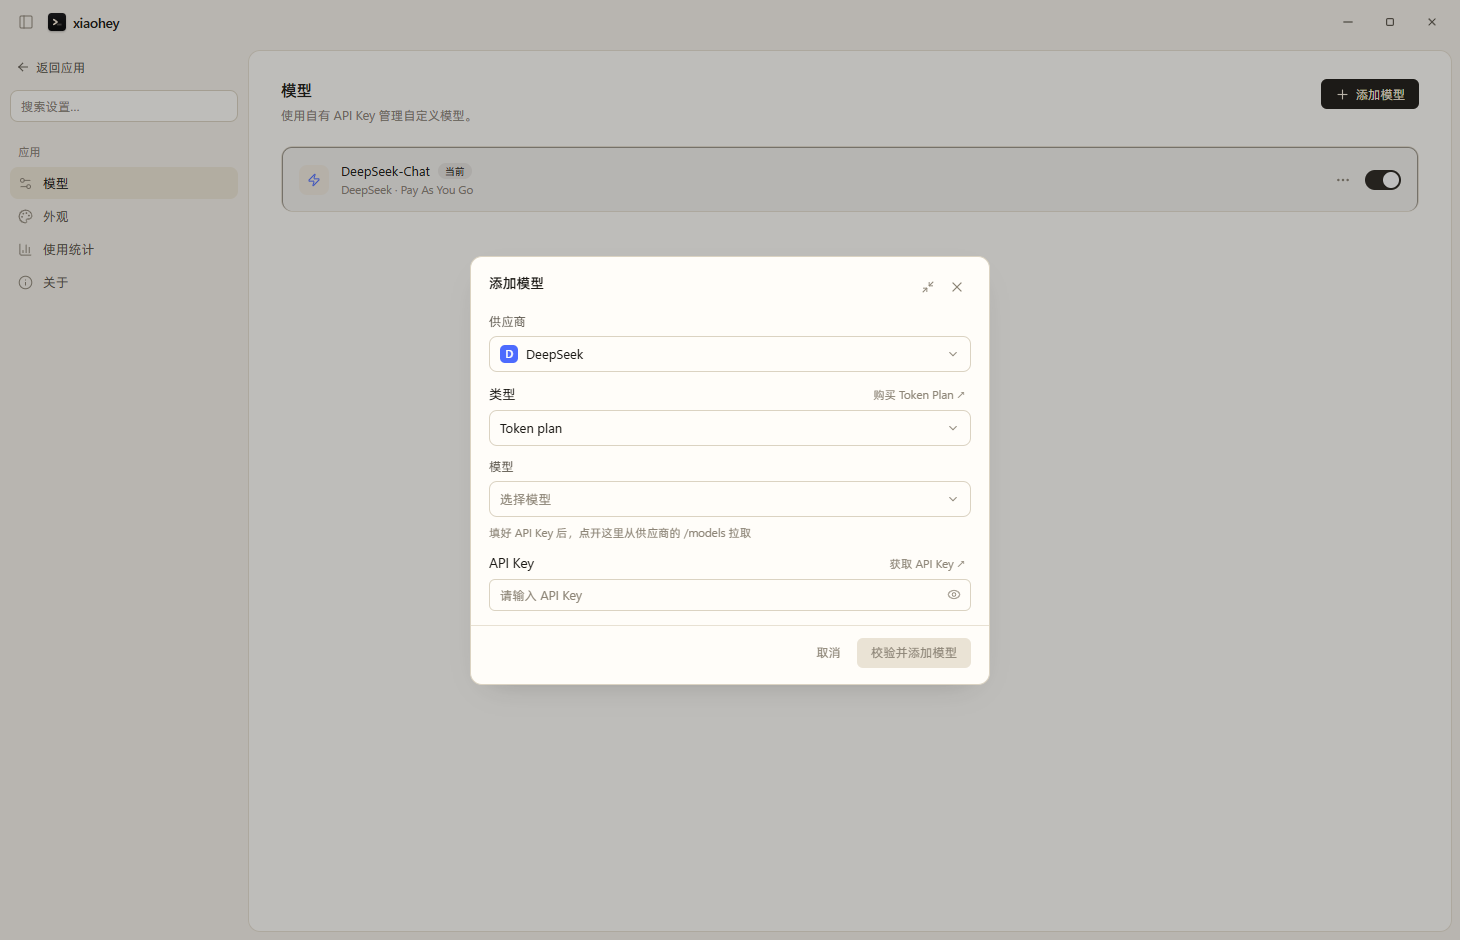 xiaohey
返回应用
搜索设置...
应用
模型
外观
使用统计
关于
模型
使用自有 API Key 管理自定义模型。
添加模型
DeepSeek-Chat 当前
DeepSeek · Pay As You Go
添加模型
供应商
D DeepSeek
类型 购买 Token Plan ↗
Token plan
模型
选择模型
填好 API Key 后，点开这里从供应商的 /models 拉取
API Key 获取 API Key ↗
请输入 API Key
取消 校验并添加模型